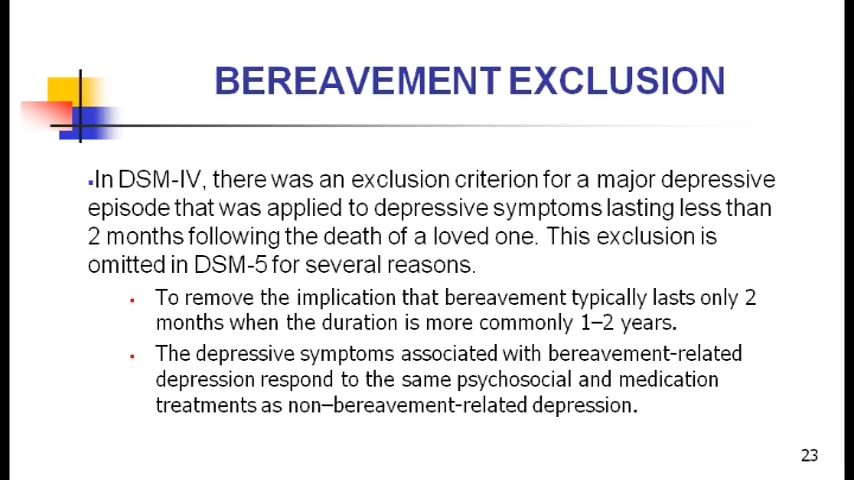 BEREAVEMENT EXCLUSION
▪In DSM-IV, there was an exclusion criterion for a major depressive
episode that was applied to depressive symptoms lasting less than
2 months following the death of a loved one. This exclusion is
omitted in DSM-5 for several reasons.
▪ To remove the implication that bereavement typically lasts only 2
months when the duration is more commonly 1–2 years.
▪ The depressive symptoms associated with bereavement-related
depression respond to the same psychosocial and medication
treatments as non–bereavement-related depression.
23